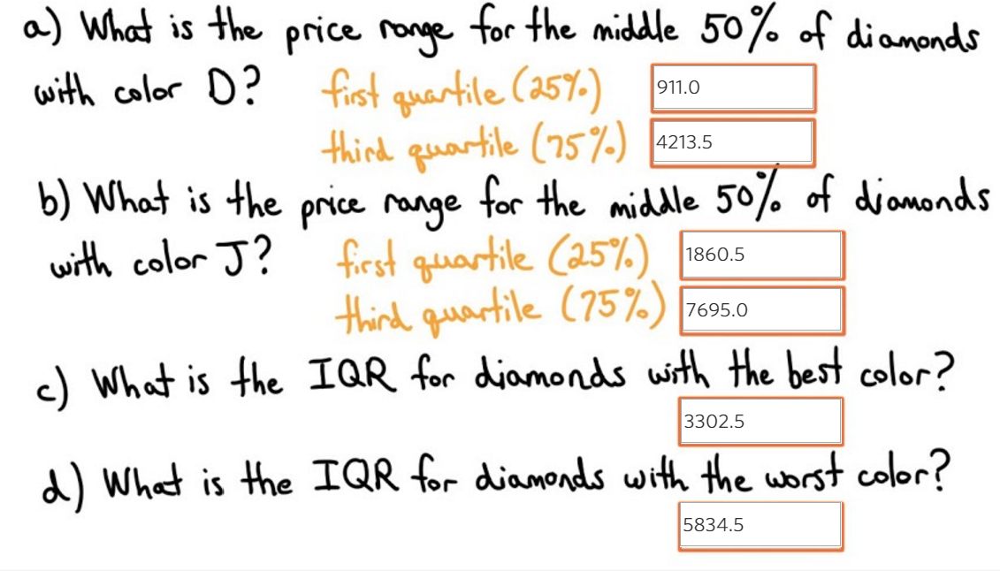 a) What is the price range for the middle 50% of diamonds
with color D? first quartile (25%) 911.0
third quartile (75%) 4213.5
b) What is the price range for the middle 50% of diamonds
with color J? first quartile (25%) 1860.5
third quartile (75%) 7695.0
c) What is the IQR for diamonds with the best color?
3302.5
d) What is the IQR for diamonds with the worst color?
5834.5